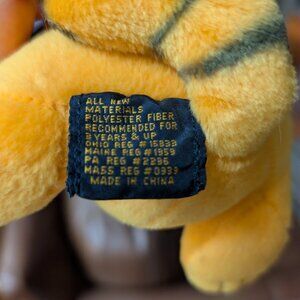 ALL NEW
MATERIALS
POLYESTER FIBER
RECOMMENDED FOR
3 YEARS & UP
OHIO REG #15833
MAINE REG #1959
PA REG #2286
MASS REG #0939
MADE IN CHINA